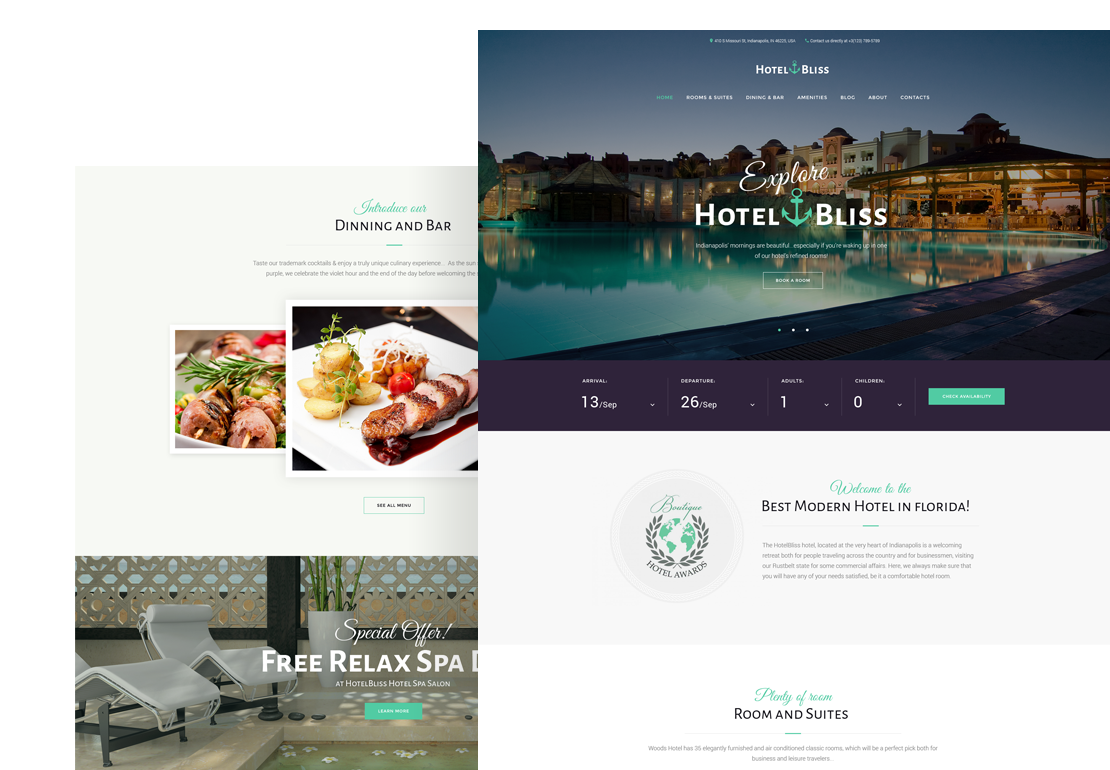 410 S Missouri St, Indianapolis, IN 46225, USA
Contact us directly at +3(123) 789-5789
HOTEL BLISS
HOME
ROOMS & SUITES
DINING & BAR
AMENITIES
BLOG
ABOUT
CONTACTS
Explore
HOTEL BLISS
Indianapolis' mornings are beautiful...especially if you're waking up in one
of our hotel's refined rooms!
BOOK A ROOM
ARRIVAL:
13/Sep
DEPARTURE:
26/Sep
ADULTS:
1
CHILDREN:
0
CHECK AVAILABILITY
Boutique
HOTEL AWARDS
Welcome to the
BEST MODERN HOTEL IN FLORIDA!
The HotelBliss hotel, located at the very heart of Indianapolis is a welcoming
retreat both for people traveling across the country and for businessmen, visiting
our Rustbelt state for some commercial affairs. Here, we always make sure that
you will have any of your needs satisfied, be it a comfortable hotel room.
Plenty of room
ROOM AND SUITES
Woods Hotel has 35 elegantly furnished and air conditioned classic rooms, which will be a perfect pick both for
business and leisure travelers...
Introduce our
DINNING AND BAR
Taste our trademark cocktails & enjoy a truly unique culinary experience... As the sun
purple, we celebrate the violet hour and the end of the day before welcoming the
SEE ALL MENU
Special Offer!
FREE RELAX SPA
AT HOTELBLISS HOTEL SPA SALON
LEARN MORE